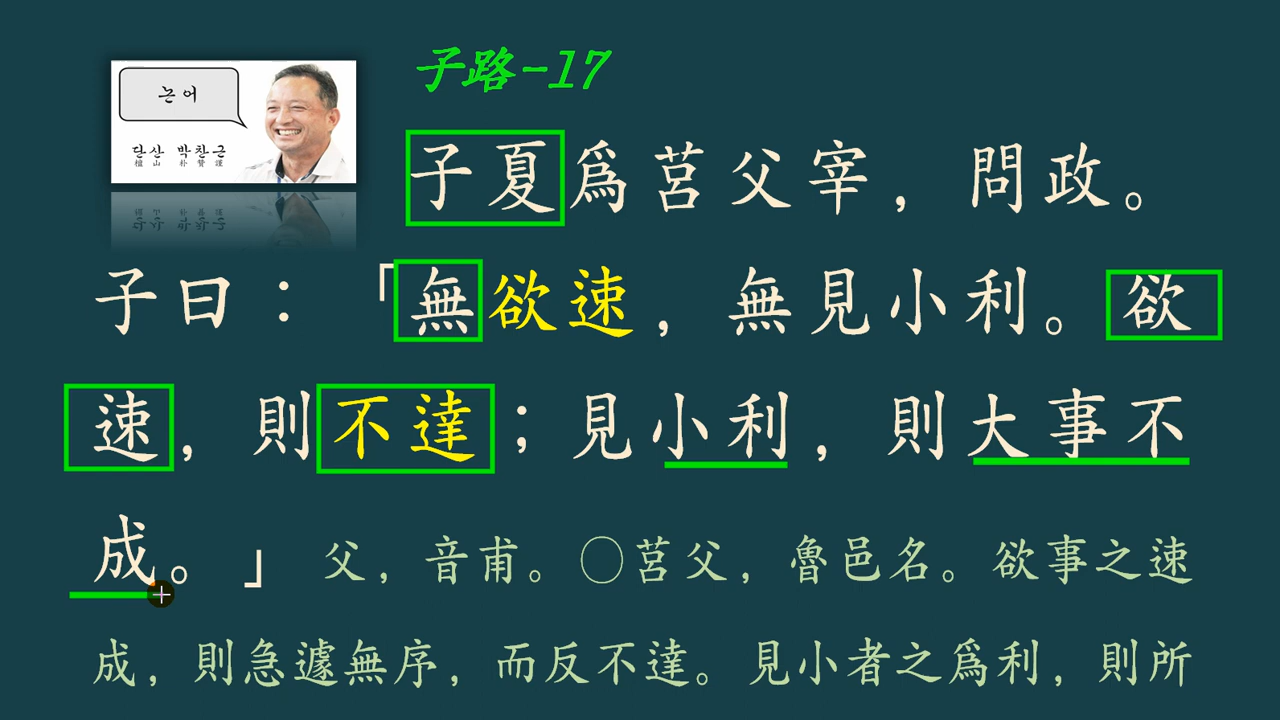 논어
단산 박찬근
檀山 朴贊謹
子路-17
子夏爲莒父宰，問政。
子曰：「無欲速，無見小利。欲
速，則不達；見小利，則大事不
成。」父，音甫。○莒父，魯邑名。欲事之速
成，則急遽無序，而反不達。見小者之爲利，則所